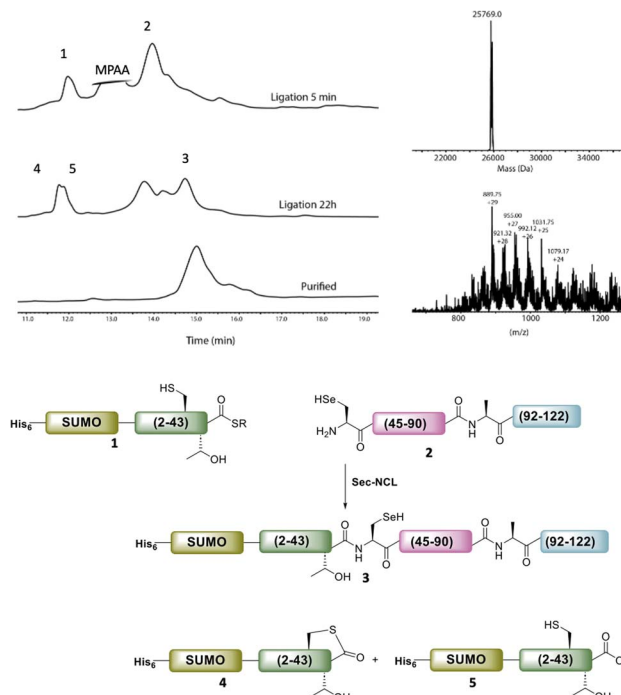 1
MPAA
2
Ligation 5 min
4
5
3
Ligation 22h
Purified
11.0 12.0 13.0 14.0 15.0 16.0 17.0 18.0 19.0
Time (min)
25769.0
22000 26000 30000 34000
Mass (Da)
889.75
+29
921.32
+28
955.00
+27
992.12
+26
1031.75
+25
1079.17
+24
800 1000 1200
(m/z)
HS
O
SR
OH
His6
SUMO
(2-43)
1
HSe
H2N
O
(45-90)
O
N
H
O
(92-122)
2
Sec-NCL
His6
SUMO
(2-43)
O
N
H
SeH
O
OH
(45-90)
O
N
H
O
(92-122)
3
His6
SUMO
(2-43)
S
O
4
+
His6
SUMO
(2-43)
HS
5